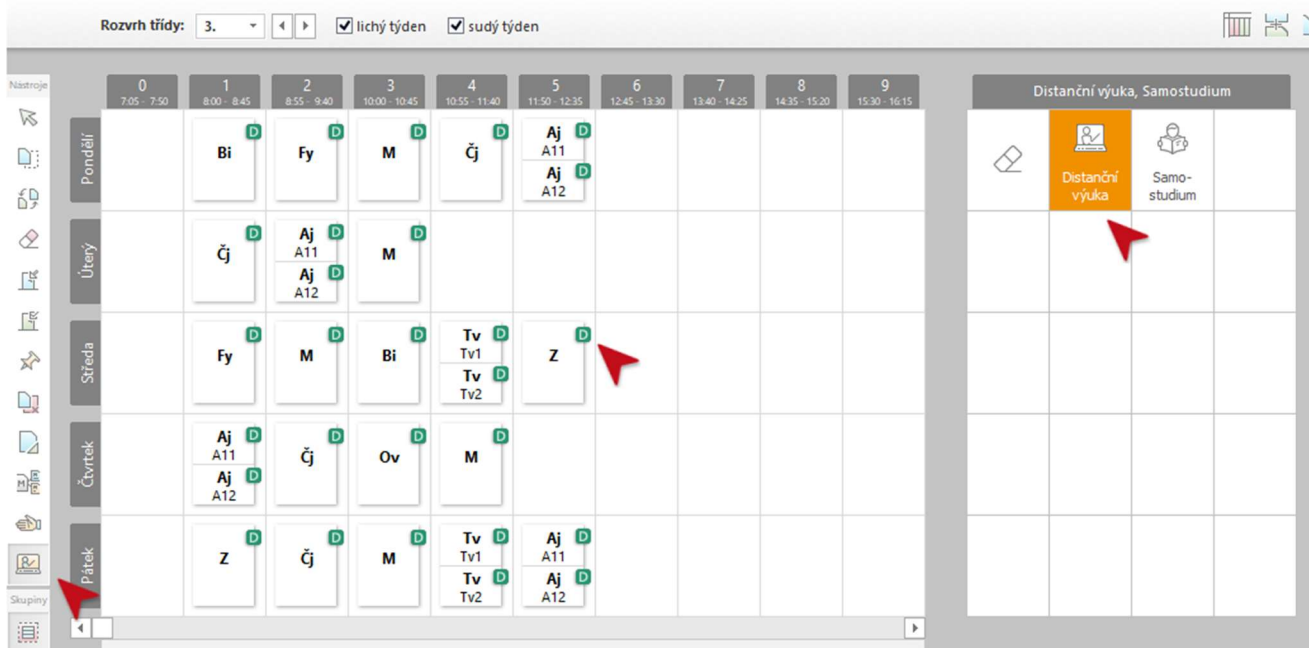 Rozvrh třídy: 3. lichý týden sudý týden
Nástroje
0 1 2 3 4 5 6 7 8 9
7:05 - 7:50 8:00 - 8:45 8:55 - 9:40 10:00 - 10:45 10:55 - 11:40 11:50 - 12:35 12:45 - 13:30 13:40 - 14:25 14:35 - 15:20 15:30 - 16:15
Distanční výuka, Samostudium
Pondělí
Bi D
Fy D
M D
Čj D
Aj D
A11
Aj D
A12
Distanční
výuka
Samo-
studium
Úterý
Čj D
Aj D
A11
Aj D
A12
M D
Středa
Fy D
M D
Bi D
Tv D
Tv1
Tv D
Tv2
Z D
Čtvrtek
Aj D
A11
Aj D
A12
Čj D
Ov D
M D
Pátek
Z D
Čj D
M D
Tv D
Tv1
Tv D
Tv2
Aj D
A11
Aj D
A12
Skupiny